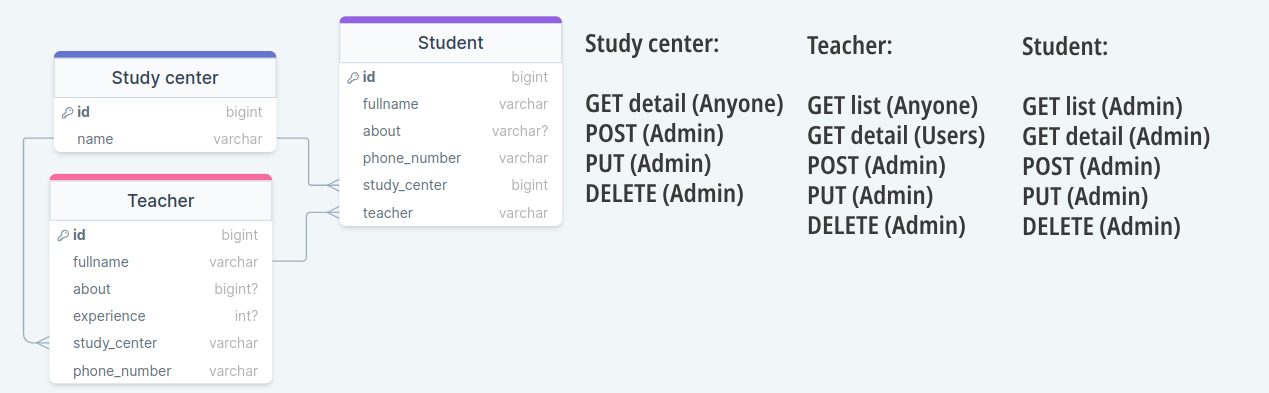 Study center
id bigint
name varchar
Teacher
id bigint
fullname varchar
about bigint?
experience int?
study_center varchar
phone_number varchar
Student
id bigint
fullname varchar
about varchar?
phone_number varchar
study_center bigint
teacher varchar
Study center:
GET detail (Anyone)
POST (Admin)
PUT (Admin)
DELETE (Admin)
Teacher:
GET list (Anyone)
GET detail (Users)
POST (Admin)
PUT (Admin)
DELETE (Admin)
Student:
GET list (Admin)
GET detail (Admin)
POST (Admin)
PUT (Admin)
DELETE (Admin)